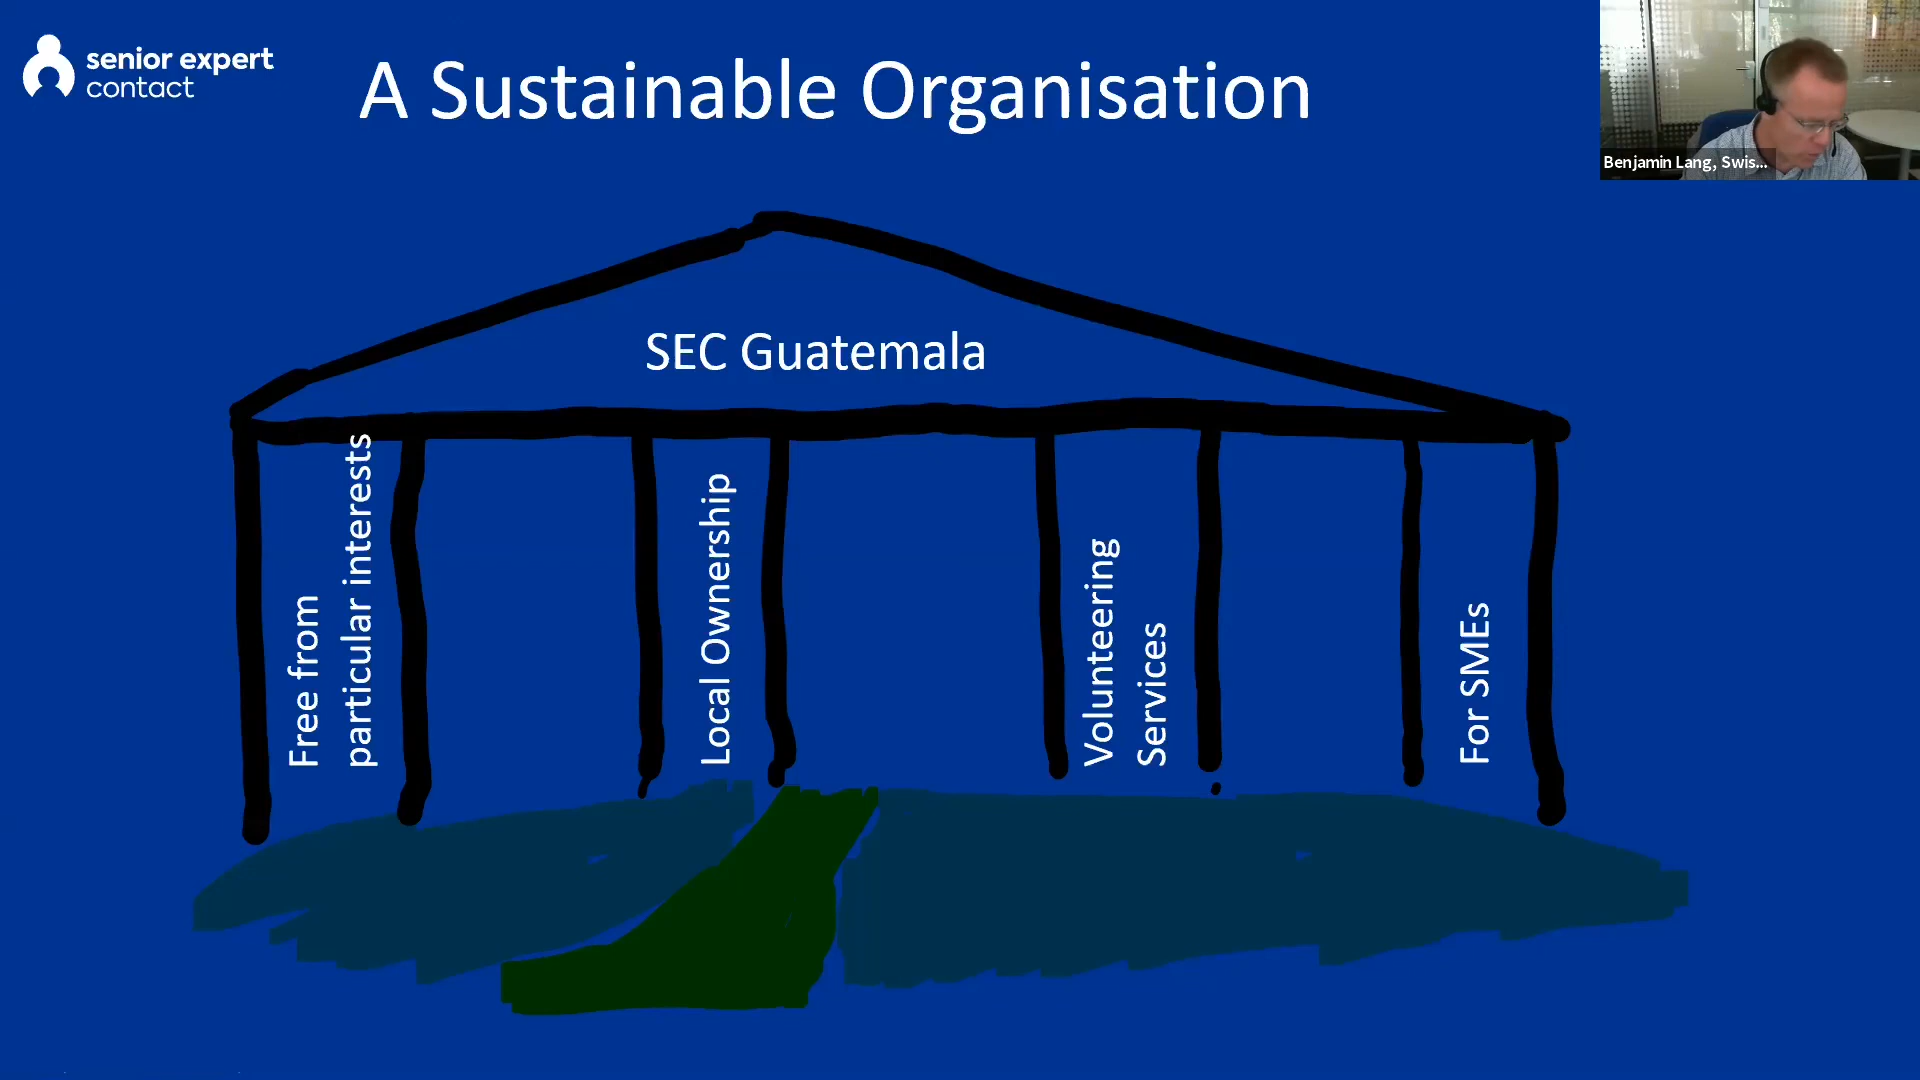 senior expert
contact
A Sustainable Organisation
Benjamin Lang, Swis...
SEC Guatemala
Free from
particular interests
Local Ownership
Volunteering
Services
For SMEs